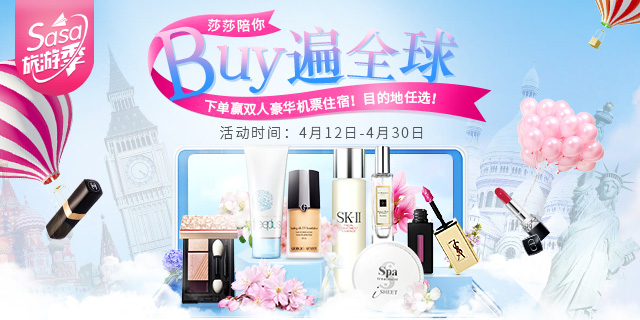 Sasa
旅游季
莎莎陪你
Buy遍全球
下单赢双人豪华机票住宿！目的地任选！
活动时间：4月12日-4月30日
SK-II
Spa
SHEET